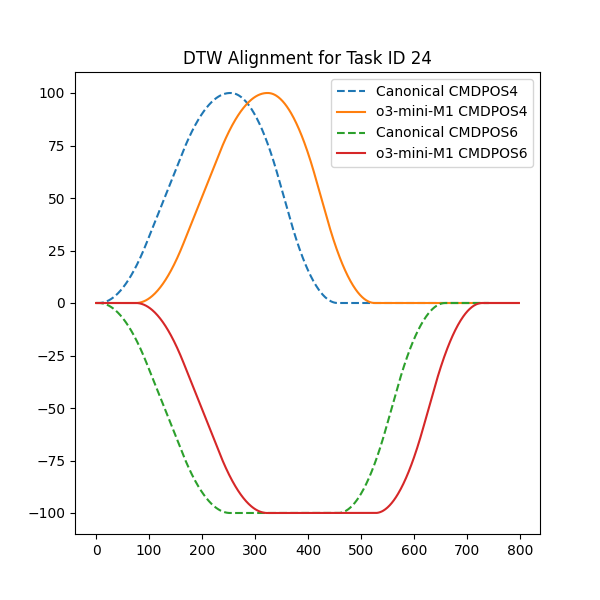 DTW Alignment for Task ID 24
Canonical CMDPOS4
o3-mini-M1 CMDPOS4
Canonical CMDPOS6
o3-mini-M1 CMDPOS6
100
75
50
25
0
−25
−50
−75
−100
0 100 200 300 400 500 600 700 800